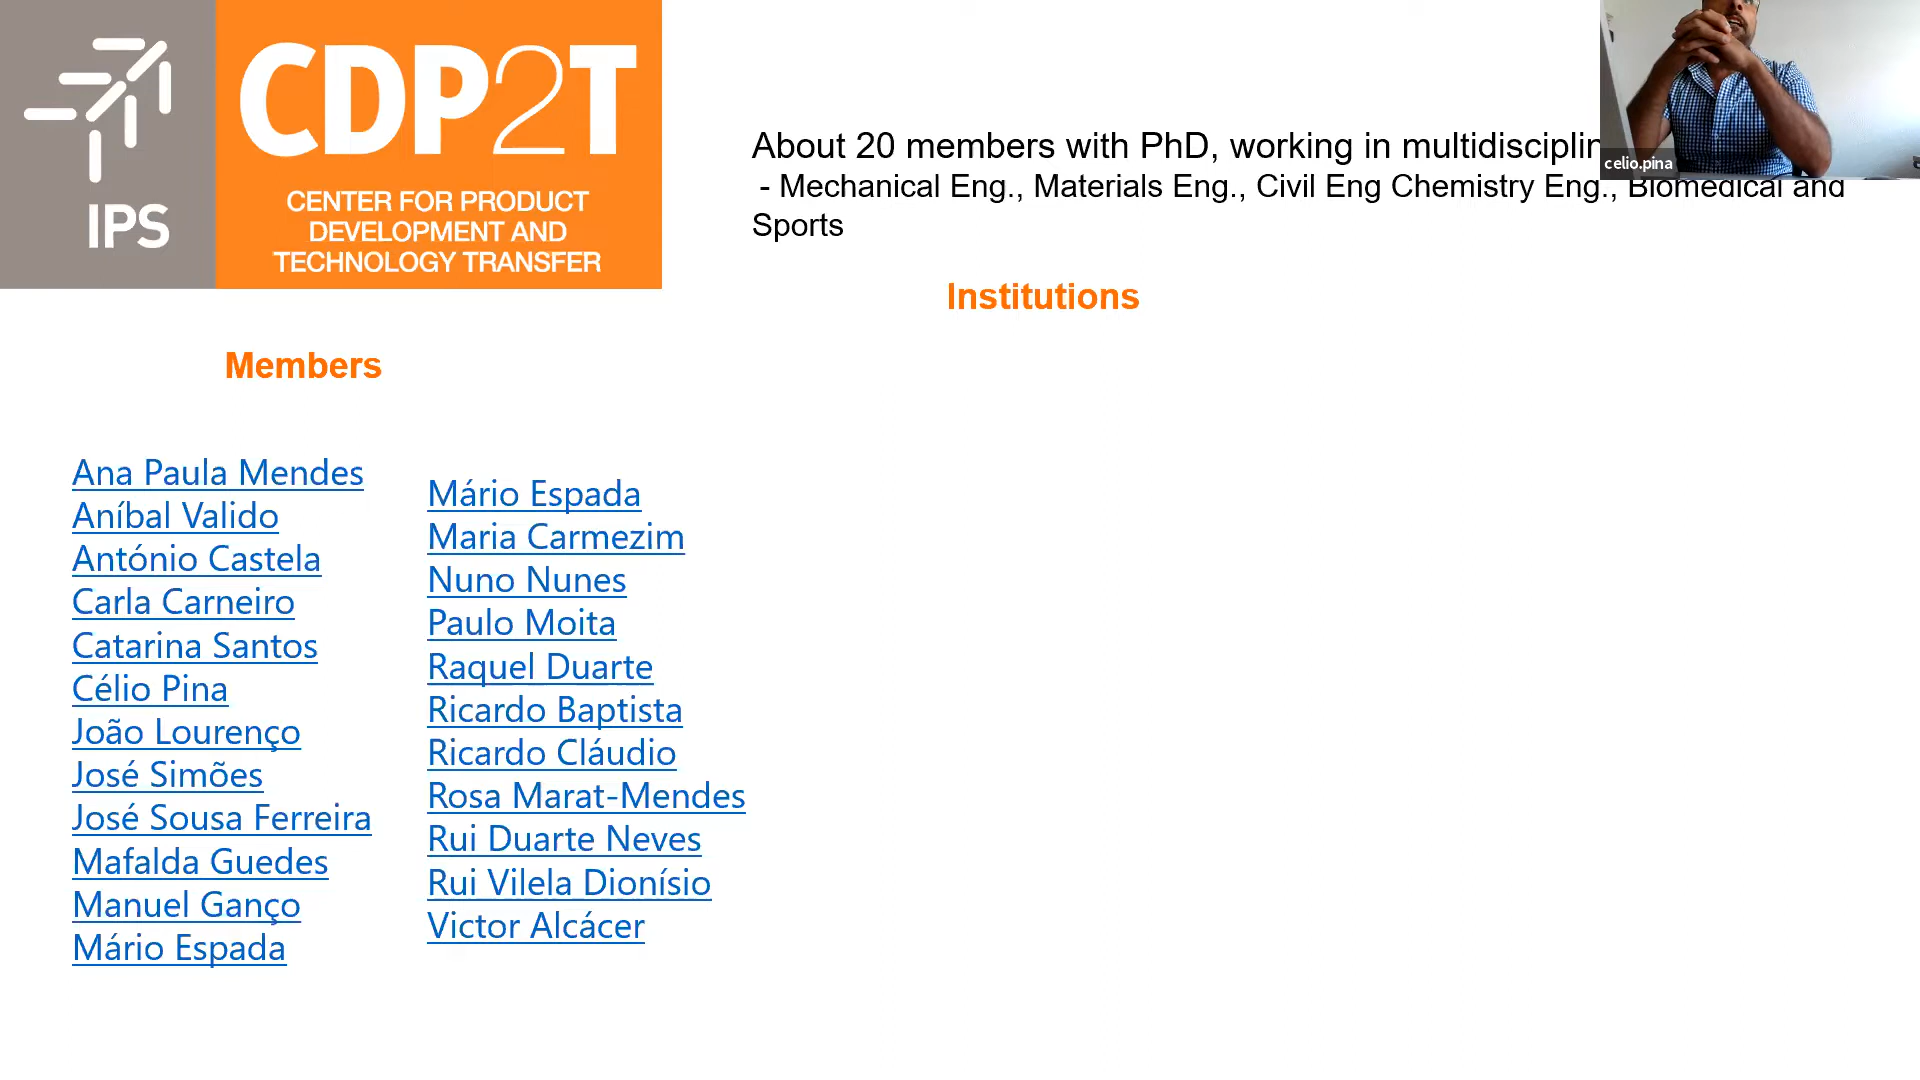 IPS
CDP2T
CENTER FOR PRODUCT
DEVELOPMENT AND
TECHNOLOGY TRANSFER
About 20 members with PhD, working in
- Mechanical Eng., Materials Eng., Civil Eng Chemistry Eng., Biomedical and
Sports
celio.pina
Institutions
Members
Ana Paula Mendes
Aníbal Valido
António Castela
Carla Carneiro
Catarina Santos
Célio Pina
João Lourenço
José Simões
José Sousa Ferreira
Mafalda Guedes
Manuel Ganço
Mário Espada
Mário Espada
Maria Carmezim
Nuno Nunes
Paulo Moita
Raquel Duarte
Ricardo Baptista
Ricardo Cláudio
Rosa Marat-Mendes
Rui Duarte Neves
Rui Vilela Dionísio
Victor Alcácer